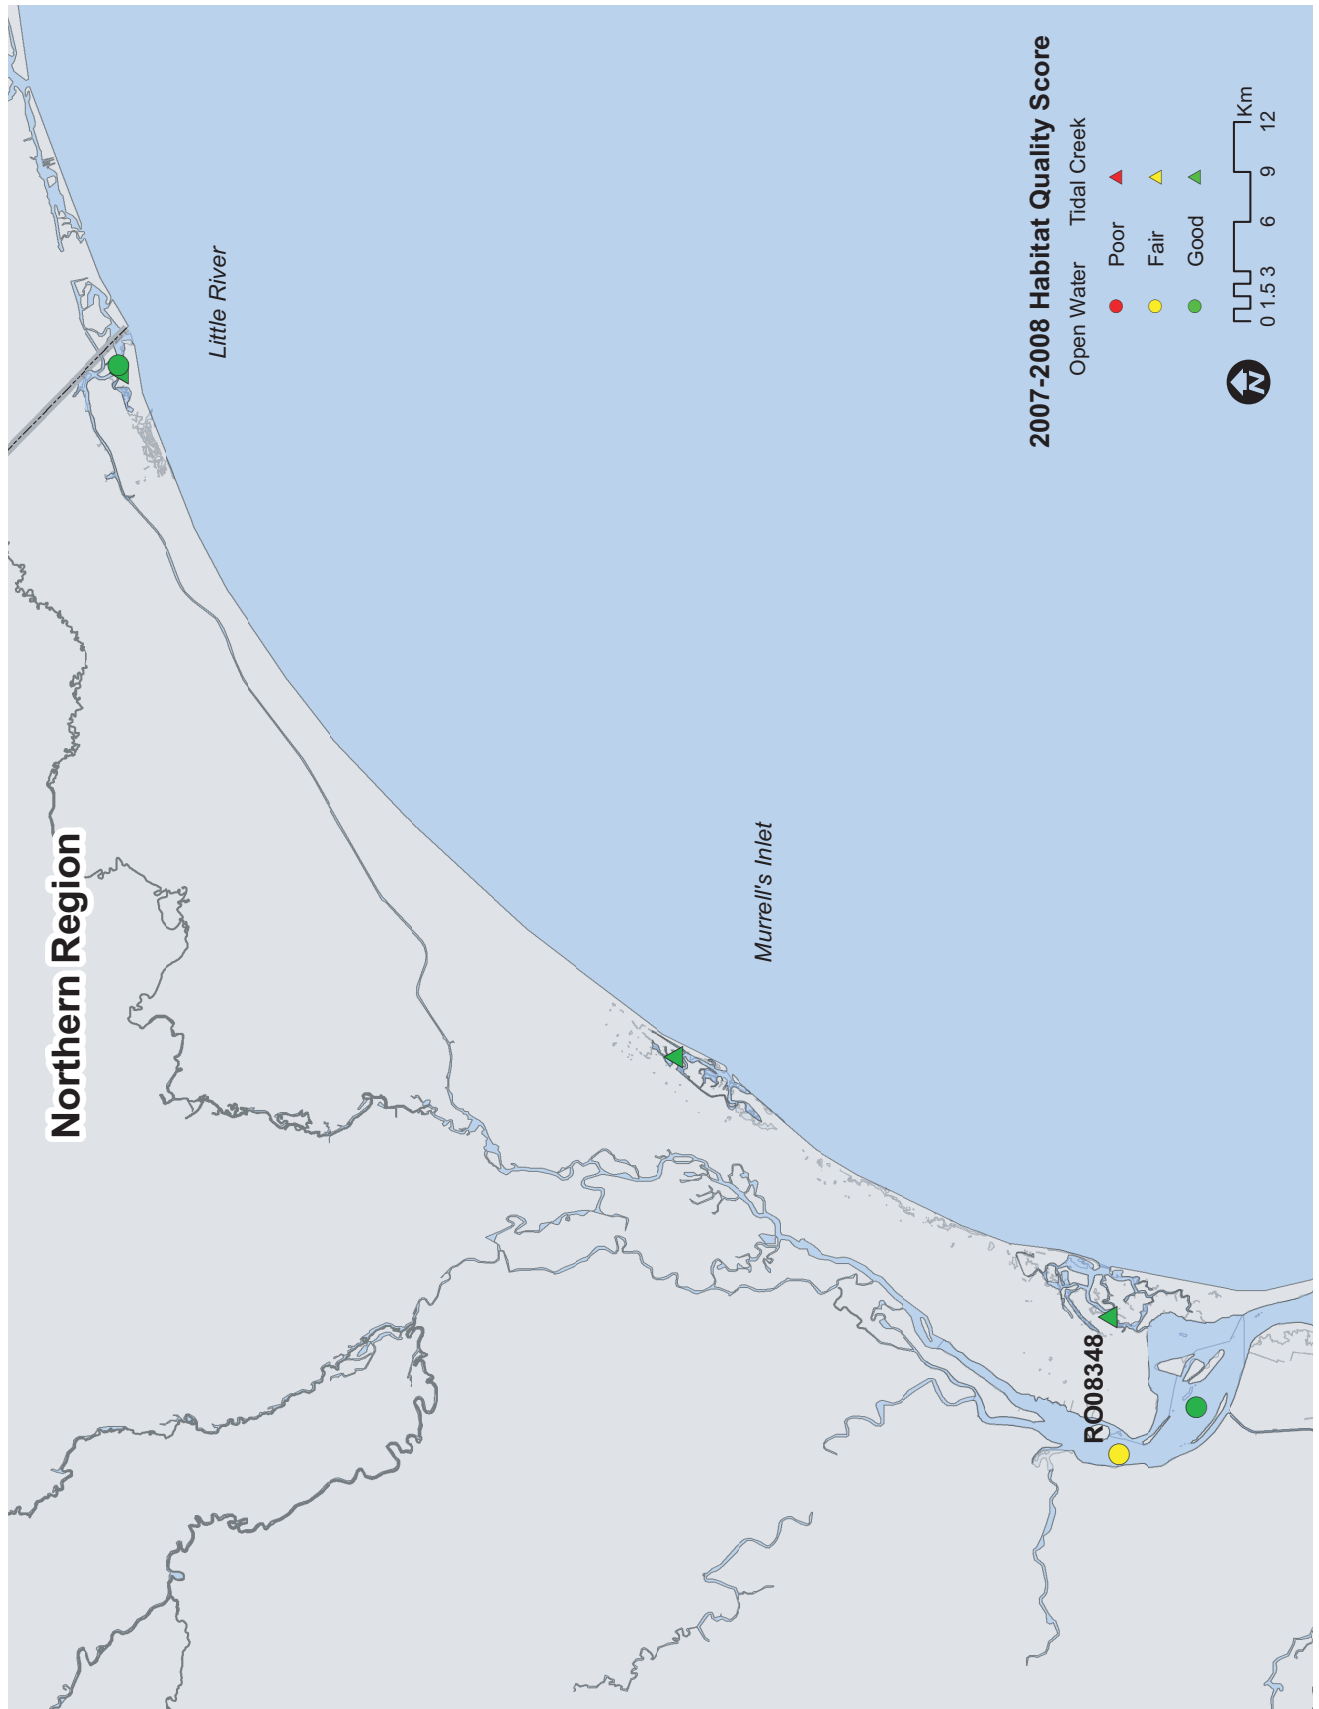 Northern Region
Little River
Murrell's Inlet
RO08348
2007-2008 Habitat Quality Score
Open Water Tidal Creek
Poor
Fair
Good
0 1.5 3 6 9 12
Km
N